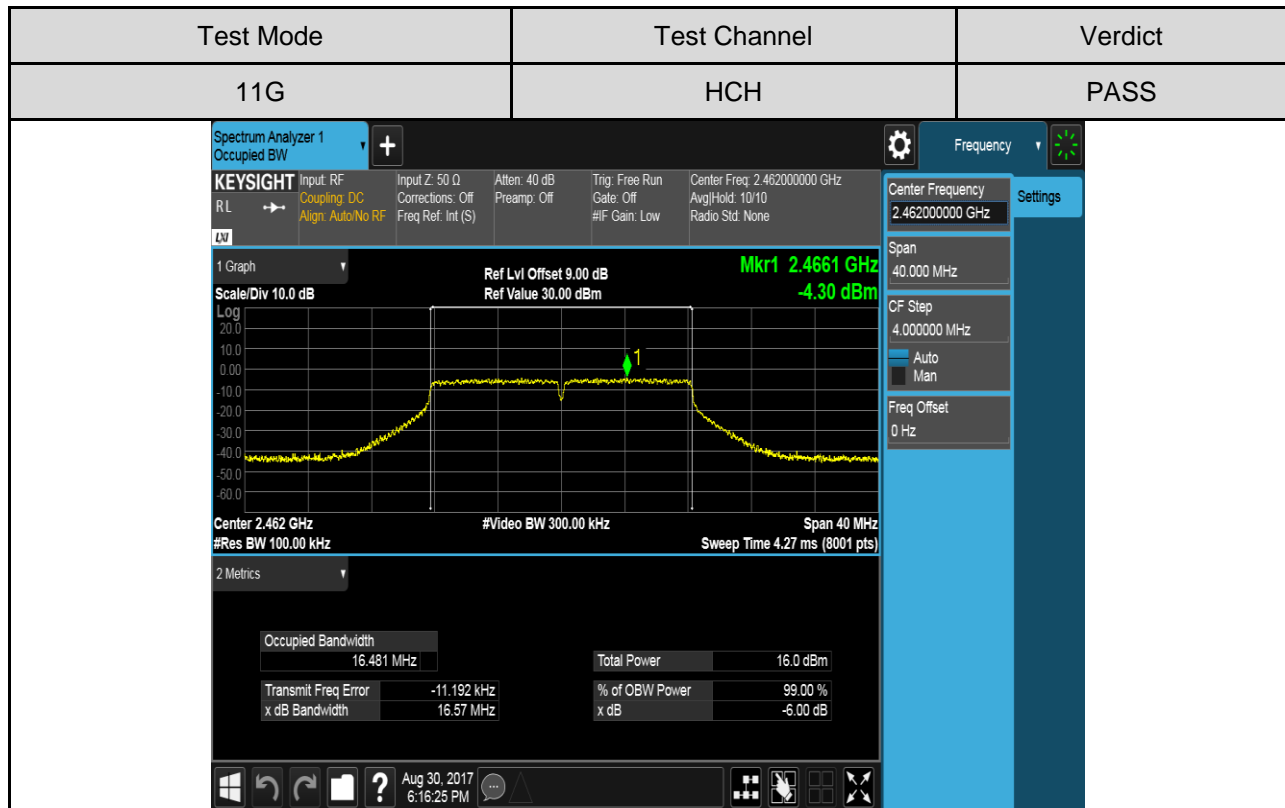 Test Mode Test Channel Verdict
11G HCH PASS
Spectrum Analyzer 1
Occupied BW
+
Frequency
KEYSIGHT
RL
LXI
Input: RF
Coupling: DC
Align: Auto/No RF
Input Z: 50 Ω
Corrections: Off
Freq Ref: Int (S)
Atten: 40 dB
Preamp: Off
Trig: Free Run
Gate: Off
#IF Gain: Low
Center Freq: 2.462000000 GHz
Avg|Hold: 10/10
Radio Std: None
Center Frequency
2.462000000 GHz
Settings
Span
40.000 MHz
CF Step
4.000000 MHz
Auto
Man
Freq Offset
0 Hz
1 Graph
Scale/Div 10.0 dB
Ref Lvl Offset 9.00 dB
Ref Value 30.00 dBm
Mkr1 2.4661 GHz
-4.30 dBm
Log
20.0
10.0
0.00
-10.0
-20.0
-30.0
-40.0
-50.0
-60.0
1
Center 2.462 GHz #Video BW 300.00 kHz Span 40 MHz
#Res BW 100.00 kHz Sweep Time 4.27 ms (8001 pts)
2 Metrics
Occupied Bandwidth
16.481 MHz Total Power 16.0 dBm
Transmit Freq Error -11.192 kHz % of OBW Power 99.00 %
x dB Bandwidth 16.57 MHz x dB -6.00 dB
?
Aug 30, 2017
6:16:25 PM